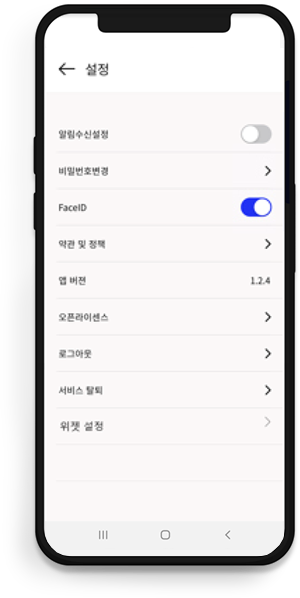 설정
알림수신설정
비밀번호변경
FaceID
약관 및 정책
앱 버젼 1.2.4
오픈라이센스
로그아웃
서비스 탈퇴
위젯 설정